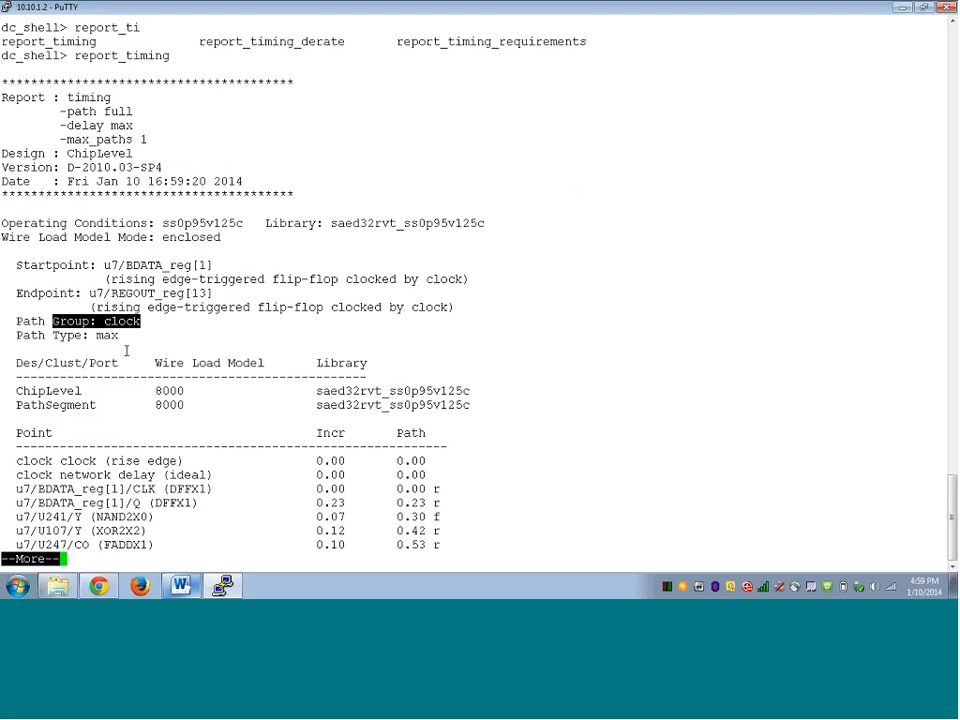 10.10.1.2 - PuTTY
dc_shell> report_ti
report_timing report_timing_derate report_timing_requirements
dc_shell> report_timing
****************************************
Report : timing
-path full
-delay max
-max_paths 1
Design : ChipLevel
Version: D-2010.03-SP4
Date : Fri Jan 10 16:59:20 2014
****************************************
Operating Conditions: ss0p95v125c Library: saed32rvt_ss0p95v125c
Wire Load Model Mode: enclosed
Startpoint: u7/BDATA_reg[1]
(rising edge-triggered flip-flop clocked by clock)
Endpoint: u7/REGOUT_reg[13]
(rising edge-triggered flip-flop clocked by clock)
Path Group: clock
Path Type: max
Des/Clust/Port Wire Load Model Library
------------------------------------------------
ChipLevel 8000 saed32rvt_ss0p95v125c
PathSegment 8000 saed32rvt_ss0p95v125c
Point Incr Path
-----------------------------------------------------------
clock clock (rise edge) 0.00 0.00
clock network delay (ideal) 0.00 0.00
u7/BDATA_reg[1]/CLK (DFFX1) 0.00 0.00 r
u7/BDATA_reg[1]/Q (DFFX1) 0.23 0.23 r
u7/U241/Y (NAND2X0) 0.07 0.30 f
u7/U107/Y (XOR2X2) 0.12 0.42 r
u7/U247/CO (FADDX1) 0.10 0.53 r
--More--
4:59 PM
1/10/2014